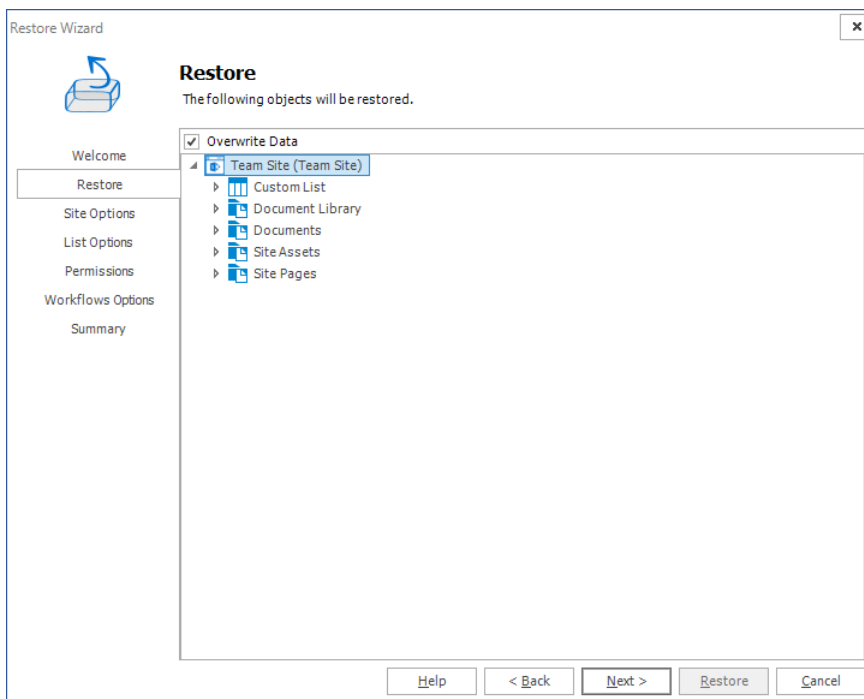 Restore Wizard
Restore
The following objects will be restored.
Welcome
Restore
Site Options
List Options
Permissions
Workflows Options
Summary
Overwrite Data
Team Site (Team Site)
Custom List
Document Library
Documents
Site Assets
Site Pages
Help
< Back
Next >
Restore
Cancel